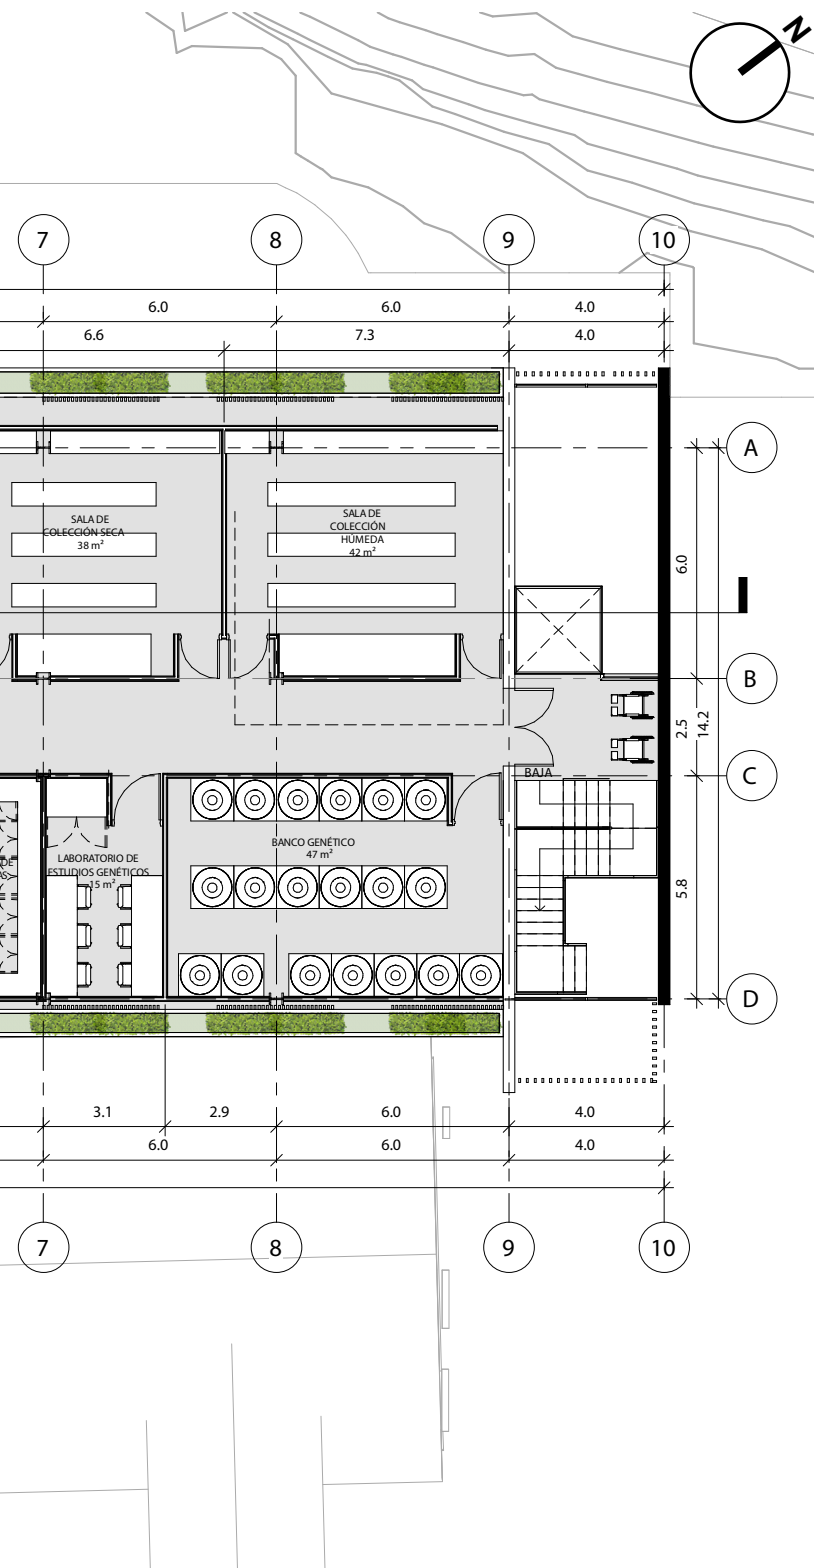 N
7
8
9
10
6.0
6.0
4.0
6.6
7.3
4.0
A
SALA DE
COLECCIÓN SECA
38 m²
SALA DE
COLECCIÓN
HÚMEDA
42 m²
6.0
B
2.5
14.2
BAJA
C
BANCO GENÉTICO
47 m²
LABORATORIO DE
ESTUDIOS GENÉTICOS
15 m²
DE
AS
5.8
D
3.1
2.9
6.0
4.0
6.0
6.0
4.0
7
8
9
10